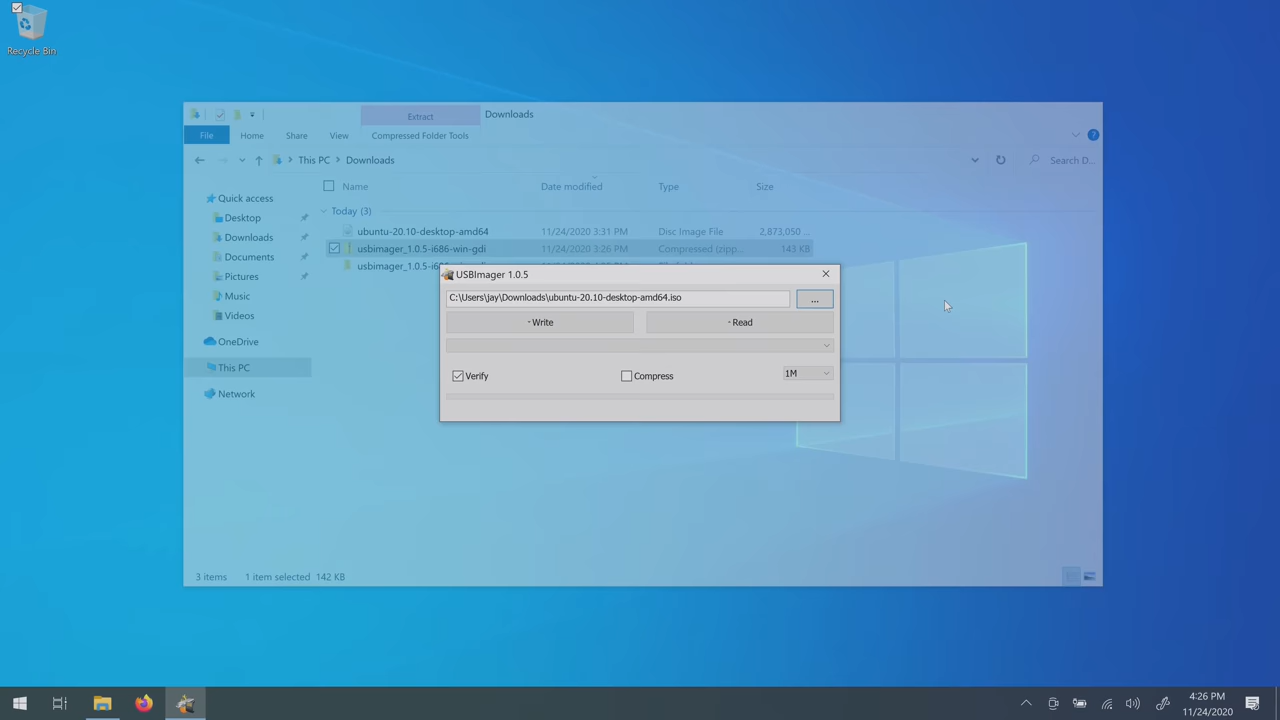 Recycle Bin
Extract
Downloads
File
Home
Share
View
Compressed Folder Tools
This PC
Downloads
Search D...
Name
Date modified
Type
Size
Quick access
Desktop
Downloads
Documents
Pictures
Music
Videos
OneDrive
This PC
Network
Today (3)
ubuntu-20.10-desktop-amd64
11/24/2020 3:31 PM
Disc Image File
2,873,050 ...
usbimager_1.0.5-i686-win-gdi
11/24/2020 3:26 PM
Compressed (zipp...
143 KB
USBImager 1.0.5
C:\Users\jay\Downloads\ubuntu-20.10-desktop-amd64.iso
...
- Write
- Read
Verify
Compress
1M
3 items
1 item selected
142 KB
4:26 PM
11/24/2020